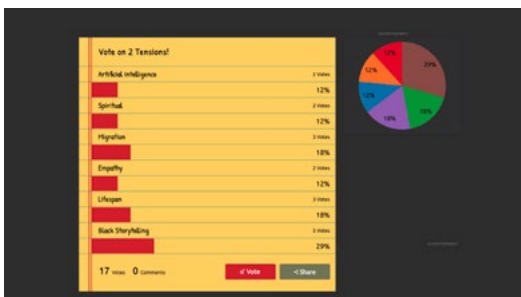 Vote on 2 Tensions!
Artificial Intelligence 2 Votes
12%
Spiritual 2 Votes
12%
Migration 3 Votes
18%
Empathy 2 Votes
12%
Lifespan 3 Votes
18%
Black Storytelling Votes
29%
17 Votes 0 Comments
Vote
Share
ADVERTISEMENT
12%
29%
12%
12%
18%
18%
ADVERTISEMENT